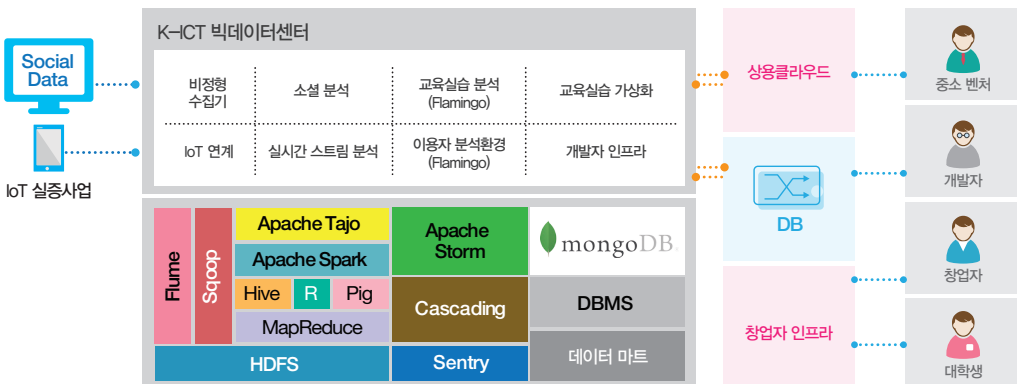 K-ICT 빅데이터센터
Social
Data
IoT 실증사업
비정형
수집기
소셜 분석
교육실습 분석
(Flamingo)
교육실습 가상화
IoT 연계
실시간 스트림 분석
이용자 분석환경
(Flamingo)
개발자 인프라
Flume
Sqoop
Apache Tajo
Apache Spark
Hive
R
Pig
MapReduce
HDFS
Apache
Storm
Cascading
Sentry
mongoDB
DBMS
데이터 마트
상용클라우드
DB
창업자 인프라
중소 벤처
개발자
창업자
대학생